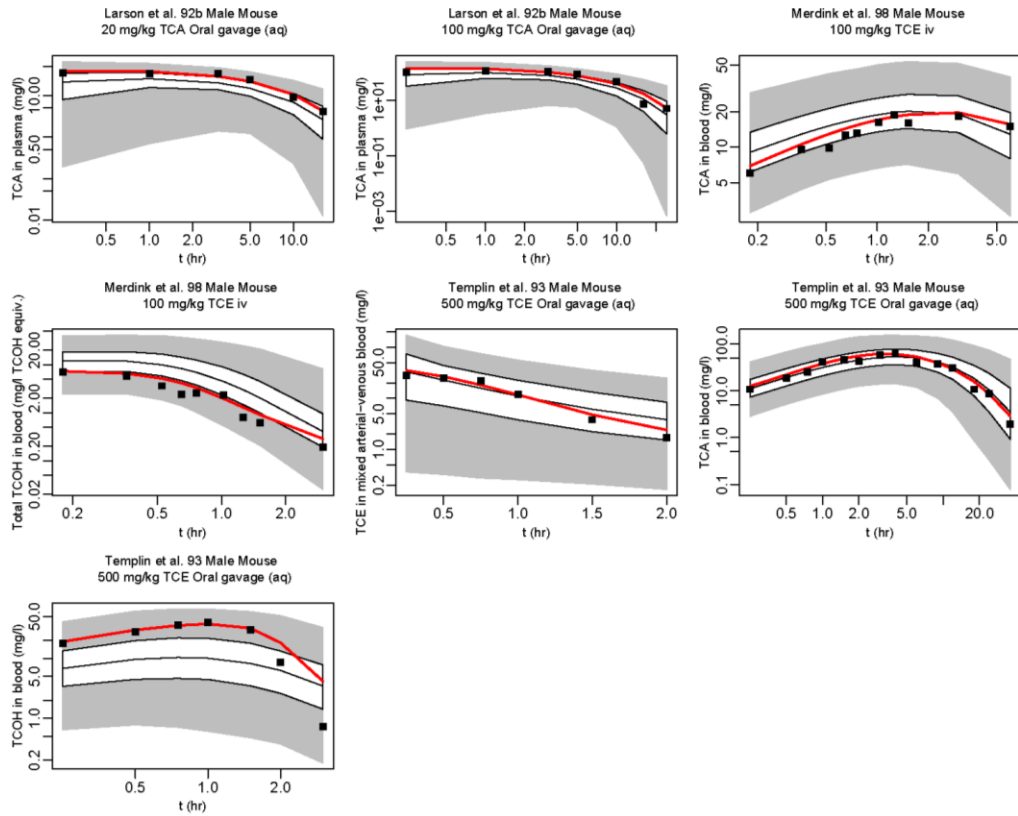 Larson et al. 92b Male Mouse
20 mg/kg TCA Oral gavage (aq)
TCA in plasma (mg/l)
10.00
0.50
0.01
0.5 1.0 2.0 5.0 10.0
t (hr)
Larson et al. 92b Male Mouse
100 mg/kg TCA Oral gavage (aq)
TCA in plasma (mg/l)
1e+01
1e−01
1e−03
0.5 1.0 2.0 5.0 10.0
t (hr)
Merdink et al. 98 Male Mouse
100 mg/kg TCE iv
TCA in blood (mg/l)
50
20
10
5
0.2 0.5 1.0 2.0 5.0
t (hr)
Merdink et al. 98 Male Mouse
100 mg/kg TCE iv
Total TCOH in blood (mg/l TCOH equiv.)
20.00
2.00
0.20
0.02
0.2 0.5 1.0 2.0
t (hr)
Templin et al. 93 Male Mouse
500 mg/kg TCE Oral gavage (aq)
TCE in mixed arterial−venous blood (mg/l)
50.0
5.0
1.0
0.2
0.5 1.0 1.5 2.0
t (hr)
Templin et al. 93 Male Mouse
500 mg/kg TCE Oral gavage (aq)
TCA in blood (mg/l)
100.0
10.0
1.0
0.1
0.5 1.0 2.0 5.0 20.0
t (hr)
Templin et al. 93 Male Mouse
500 mg/kg TCE Oral gavage (aq)
TCOH in blood (mg/l)
50.0
5.0
1.0
0.2
0.5 1.0 2.0
t (hr)